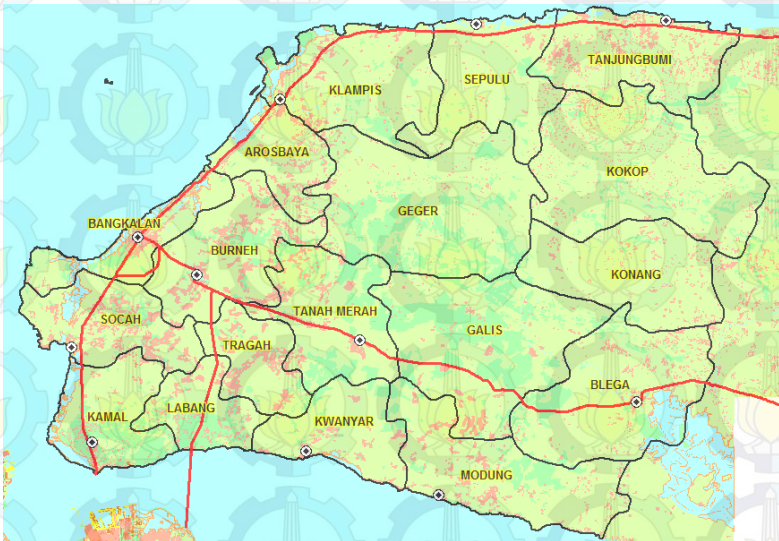 TANJUNGBUMI
SEPULU
KLAMPIS
AROSBAYA
KOKOP
GEGER
BANGKALAN
BURNEH
KONANG
TANAH MERAH
SOCAH
GALIS
TRAGAH
BLEGA
LABANG
KAMAL
KWANYAR
MODUNG